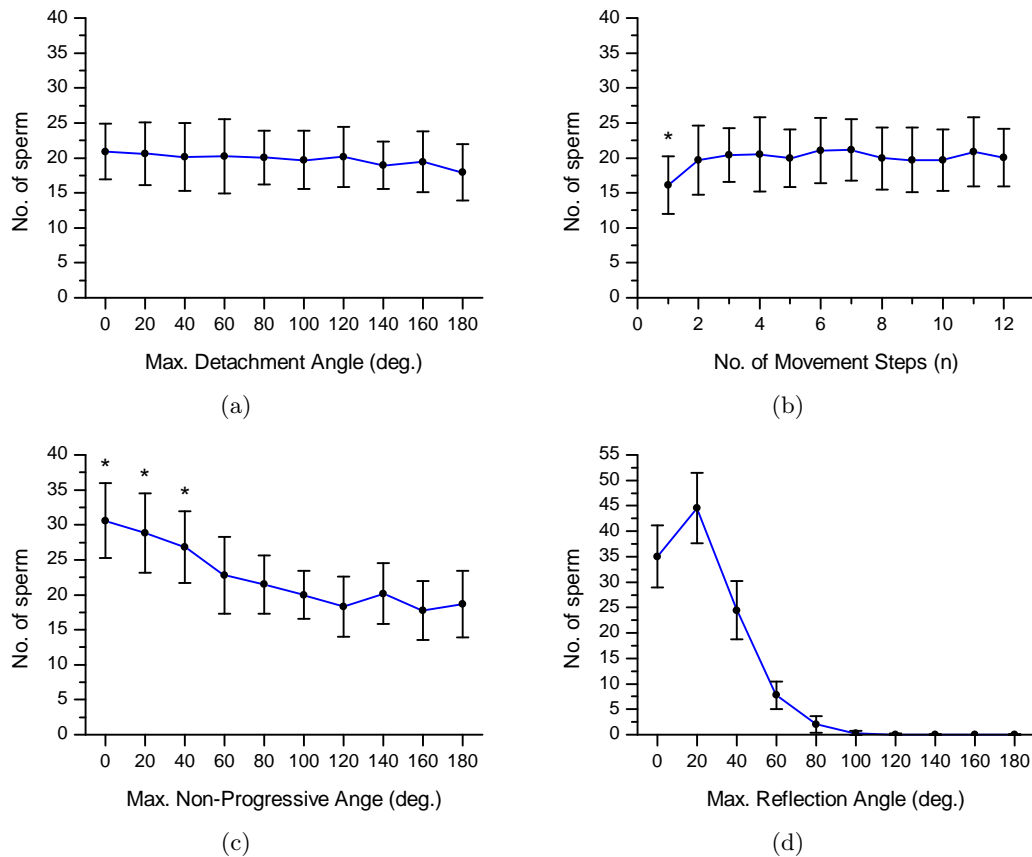 40
35
30
25
20
15
10
5
0
No. of sperm
0 20 40 60 80 100 120 140 160 180
Max. Detachment Angle (deg.)
(a)
40
35
30
25
20
15
10
5
0
No. of sperm
*
0 2 4 6 8 10 12
No. of Movement Steps (n)
(b)
40
35
30
25
20
15
10
5
0
No. of sperm
* * *
0 20 40 60 80 100 120 140 160 180
Max. Non-Progressive Ange (deg.)
(c)
55
50
45
40
35
30
25
20
15
10
5
0
No. of sperm
0 20 40 60 80 100 120 140 160 180
Max. Reflection Angle (deg.)
(d)